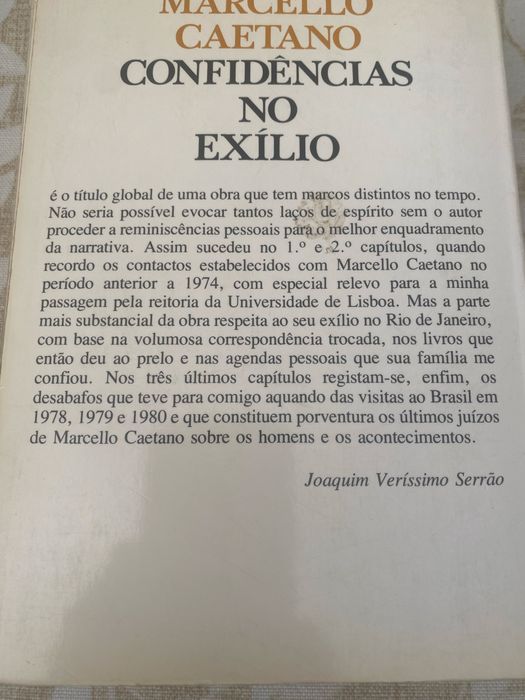 MARCELLO
CAETANO
CONFIDÊNCIAS
NO
EXÍLIO
é o título global de uma obra que tem marcos distintos no tempo.
Não seria possível evocar tantos laços de espírito sem o autor
proceder a reminiscências pessoais para o melhor enquadramento
da narrativa. Assim sucedeu no 1.º e 2.º capítulos, quando
recordo os contactos estabelecidos com Marcello Caetano no
período anterior a 1974, com especial relevo para a minha
passagem pela reitoria da Universidade de Lisboa. Mas a parte
mais substancial da obra respeita ao seu exílio no Rio de Janeiro,
com base na volumosa correspondência trocada, nos livros que
então deu ao prelo e nas agendas pessoais que sua família me
confiou. Nos três últimos capítulos registam-se, enfim, os
desabafos que teve para comigo aquando das visitas ao Brasil em
1978, 1979 e 1980 e que constituem porventura os últimos juízos
de Marcello Caetano sobre os homens e os acontecimentos.
Joaquim Veríssimo Serrão